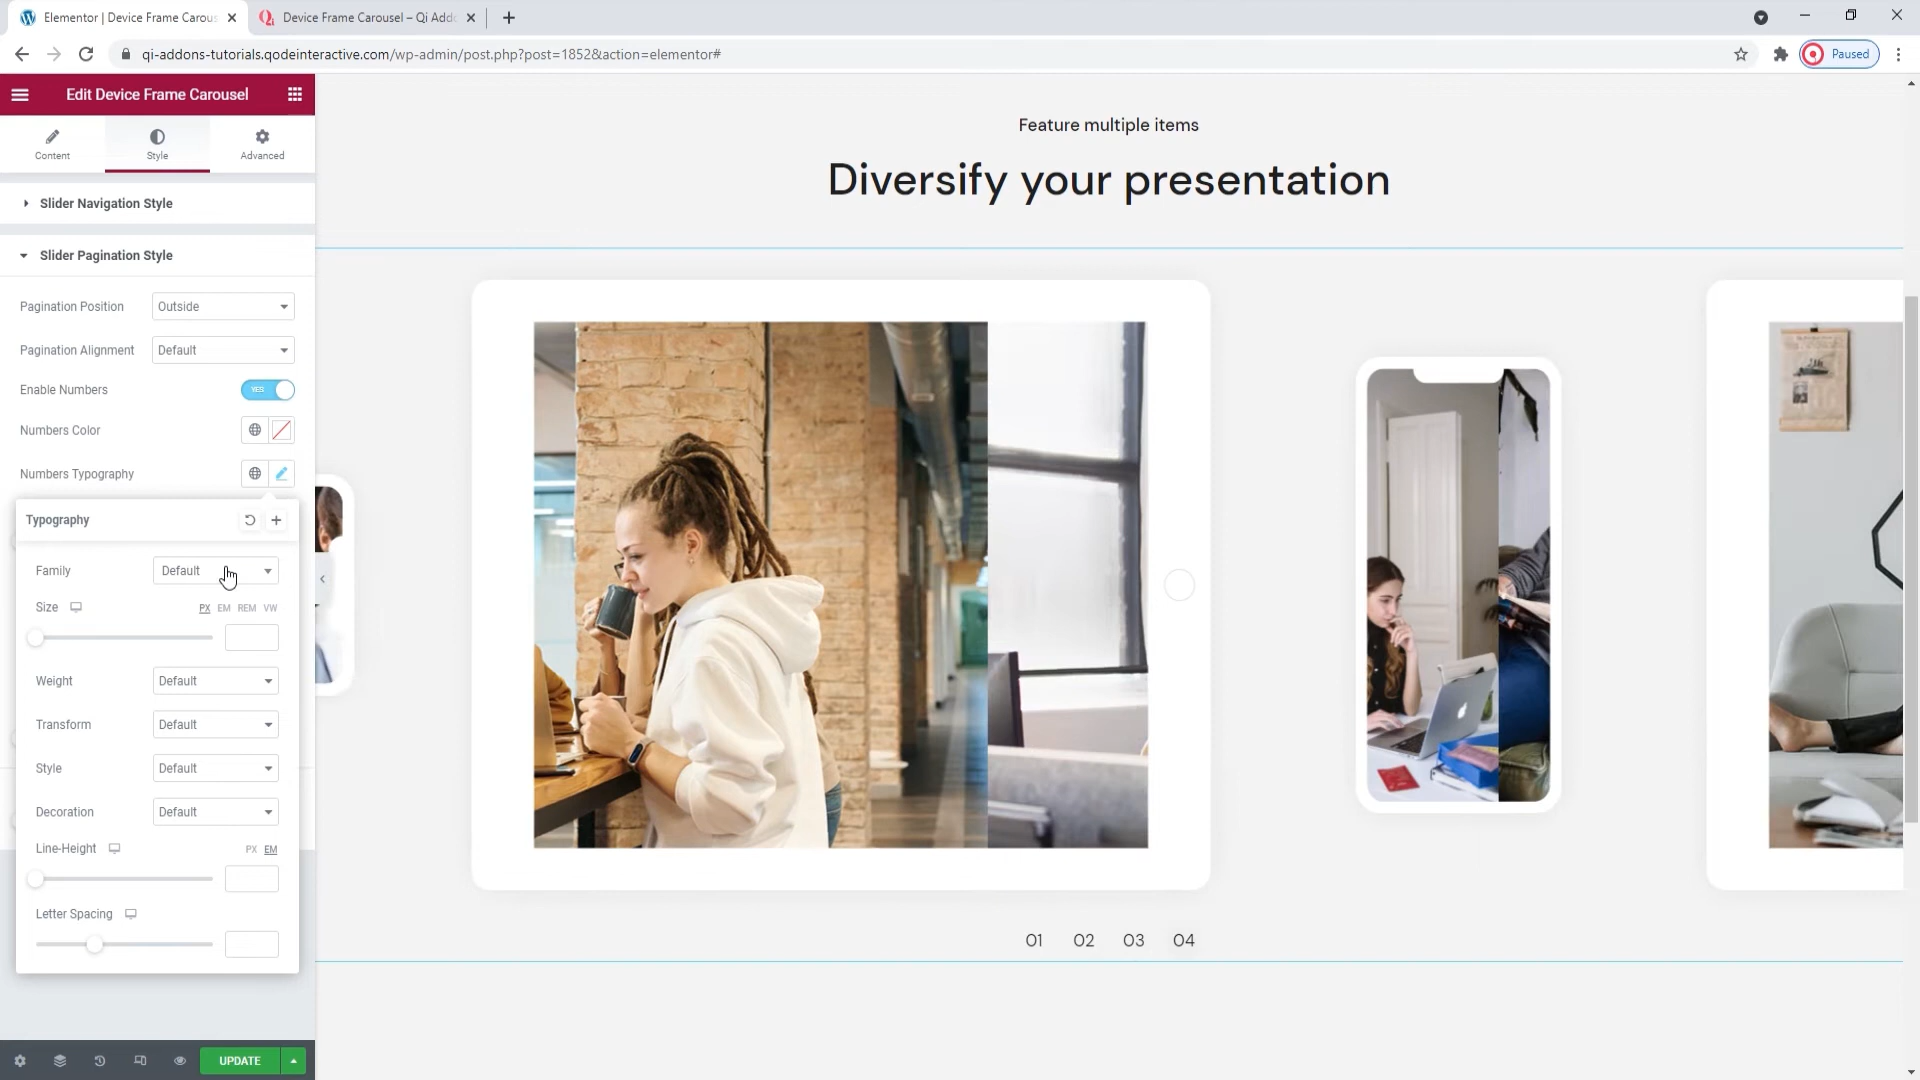 Elementor | Device Frame Carous
Device Frame Carousel – Qi Addo
qi-addons-tutorials.qodeinteractive.com/wp-admin/post.php?post=1852&action=elementor#
Paused
Edit Device Frame Carousel
Content
Style
Advanced
Slider Navigation Style
Slider Pagination Style
Pagination Position
Outside
Pagination Alignment
Default
Enable Numbers
YES
Numbers Color
Numbers Typography
Typography
Family
Default
Size
PX EM REM VW
Weight
Default
Transform
Default
Style
Default
Decoration
Default
Line-Height
PX EM
Letter Spacing
UPDATE
Feature multiple items
Diversify your presentation
01 02 03 04